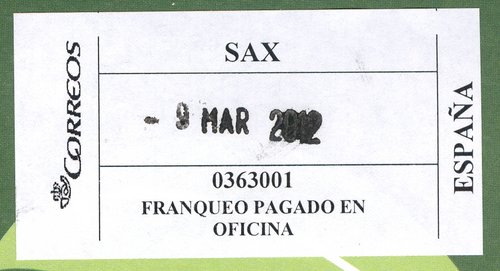 CORREOS
SAX
- 9 MAR 2012
0363001
FRANQUEO PAGADO EN
OFICINA
ESPAÑA